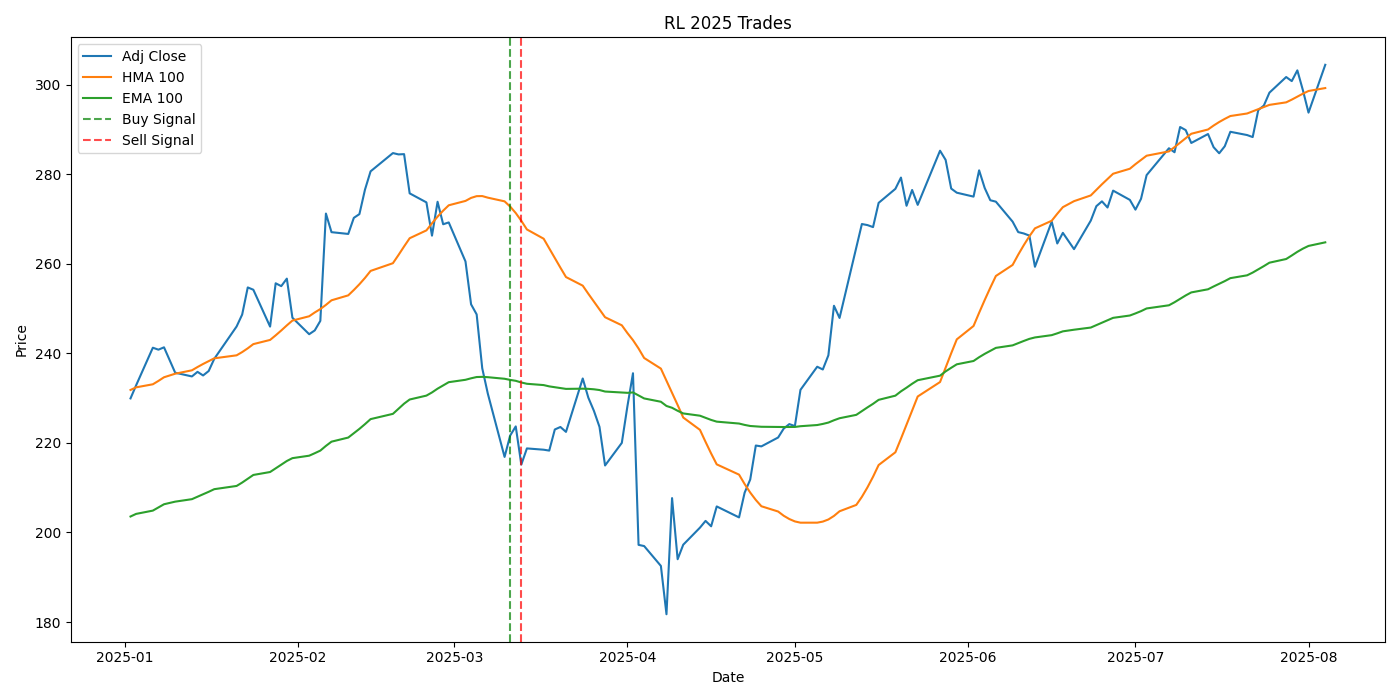 RL 2025 Trades
Adj Close
HMA 100
EMA 100
Buy Signal
Sell Signal
Price
300
280
260
240
220
200
180
2025-01 2025-02 2025-03 2025-04 2025-05 2025-06 2025-07 2025-08
Date